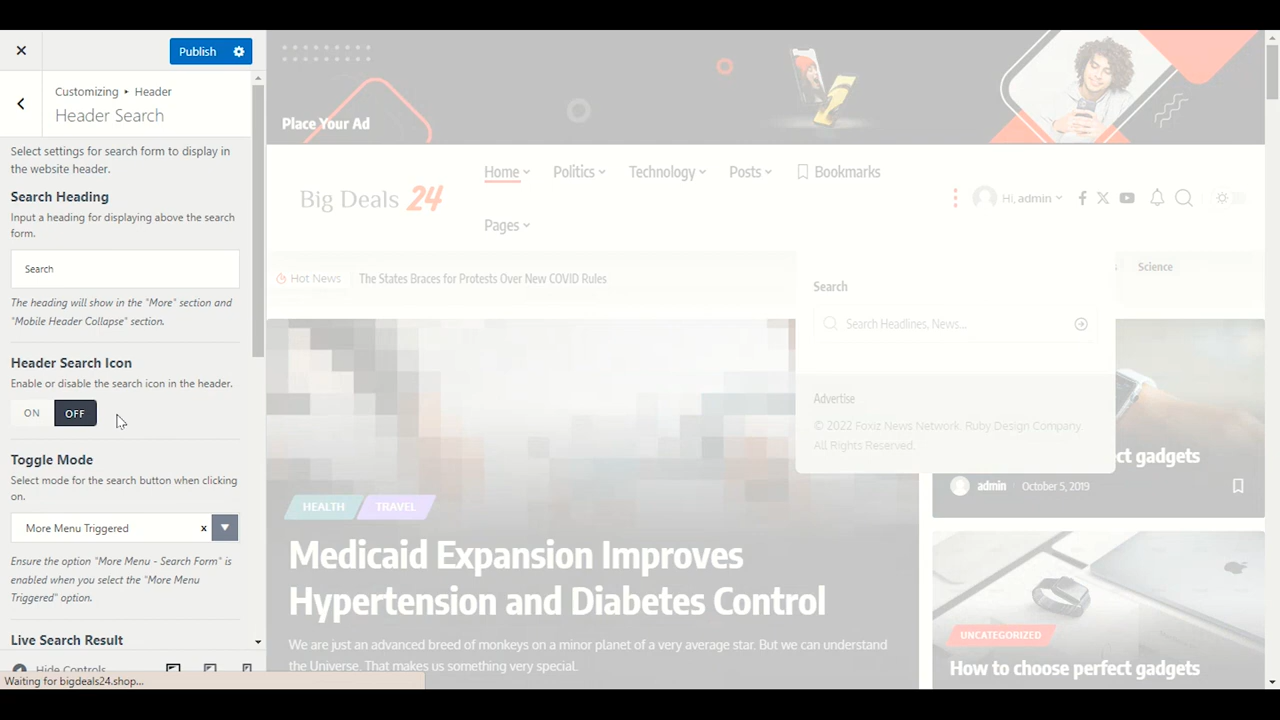 Publish
Customizing ▸ Header
Header Search
Select settings for search form to display in
the website header.
Search Heading
Input a heading for displaying above the search
form.
Search
The heading will show in the "More" section and
"Mobile Header Collapse" section.
Header Search Icon
Enable or disable the search icon in the header.
ON OFF
Toggle Mode
Select mode for the search button when clicking
on.
More Menu Triggered x
Ensure the option "More Menu - Search Form" is
enabled when you select the "More Menu
Triggered" option.
Live Search Result
Hide Controls
Waiting for bigdeals24.shop...
Place Your Ad
Big Deals 24
Home Politics Technology Posts Bookmarks
Pages
Hi, admin
Hot News The States Braces for Protests Over New COVID Rules
Science
Search
Search Headlines, News...
Advertise
© 2022 Foxiz News Network. Ruby Design Company.
All Rights Reserved.
HEALTH TRAVEL
Medicaid Expansion Improves
Hypertension and Diabetes Control
We are just an advanced breed of monkeys on a minor planet of a very average star. But we can understand
the Universe. That makes us something very special.
gadgets
admin October 5, 2019
UNCATEGORIZED
How to choose perfect gadgets